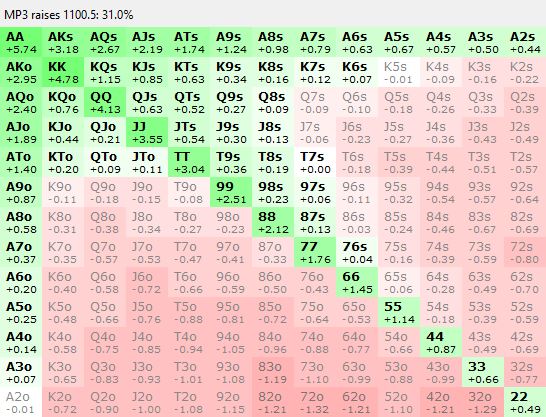 MP3 raises 1100.5: 31.0%
AA AKs AQs AJs ATs A9s A8s A7s A6s A5s A4s A3s A2s
+5.74 +3.18 +2.67 +2.19 +1.74 +1.24 +0.98 +0.79 +0.63 +0.67 +0.57 +0.50 +0.44
AKo KK KQs KJs KTs K9s K8s K7s K6s K5s K4s K3s K2s
+2.95 +4.78 +1.15 +0.85 +0.63 +0.34 +0.16 +0.12 +0.07 -0.01 -0.09 -0.16 -0.22
AQo KQo QQ QJs QTs Q9s Q8s Q7s Q6s Q5s Q4s Q3s Q2s
+2.40 +0.76 +4.13 +0.63 +0.52 +0.27 +0.09 -0.09 -0.10 -0.18 -0.26 -0.33 -0.39
AJo KJo QJo JJ JTs J9s J8s J7s J6s J5s J4s J3s J2s
+1.89 +0.44 +0.21 +3.55 +0.54 +0.30 +0.13 -0.06 -0.23 -0.27 -0.36 -0.43 -0.49
ATo KTo QTo JTo TT T9s T8s T7s T6s T5s T4s T3s T2s
+1.40 +0.20 +0.09 +0.11 +3.04 +0.36 +0.19 +0.00 -0.18 -0.39 -0.44 -0.51 -0.57
A9o K9o Q9o J9o T9o 99 98s 97s 96s 95s 94s 93s 92s
+0.87 -0.11 -0.18 -0.15 -0.08 +2.51 +0.23 +0.06 -0.11 -0.32 -0.54 -0.57 -0.64
A8o K8o Q8o J8o T8o 98o 88 87s 86s 85s 84s 83s 82s
+0.58 -0.31 -0.38 -0.34 -0.27 -0.23 +2.12 +0.13 -0.03 -0.24 -0.46 -0.67 -0.69
A7o K7o Q7o J7o T7o 97o 87o 77 76s 75s 74s 73s 72s
+0.37 -0.35 -0.57 -0.53 -0.47 -0.41 -0.33 +1.76 +0.04 -0.16 -0.39 -0.59 -0.80
A6o K6o Q6o J6o T6o 96o 86o 76o 66 65s 64s 63s 62s
+0.20 -0.40 -0.58 -0.72 -0.66 -0.59 -0.50 -0.43 +1.45 -0.06 -0.28 -0.49 -0.70
A5o K5o Q5o J5o T5o 95o 85o 75o 65o 55 54s 53s 52s
+0.25 -0.48 -0.66 -0.76 -0.88 -0.81 -0.72 -0.64 -0.53 +1.14 -0.18 -0.39 -0.59
A4o K4o Q4o J4o T4o 94o 84o 74o 64o 54o 44 43s 42s
+0.14 -0.58 -0.75 -0.85 -0.94 -1.05 -0.96 -0.88 -0.77 -0.66 +0.87 -0.49 -0.69
A3o K3o Q3o J3o T3o 93o 83o 73o 63o 53o 43o 33 32s
+0.07 -0.65 -0.83 -0.93 -1.01 -1.08 -1.19 -1.10 -0.99 -0.88 -0.99 +0.66 -0.77
A2o K2o Q2o J2o T2o 92o 82o 72o 62o 52o 42o 32o 22
-0.01 -0.72 -0.90 -1.00 -1.08 -1.15 -1.21 -1.32 -1.21 -1.10 -1.21 -1.29 +0.49